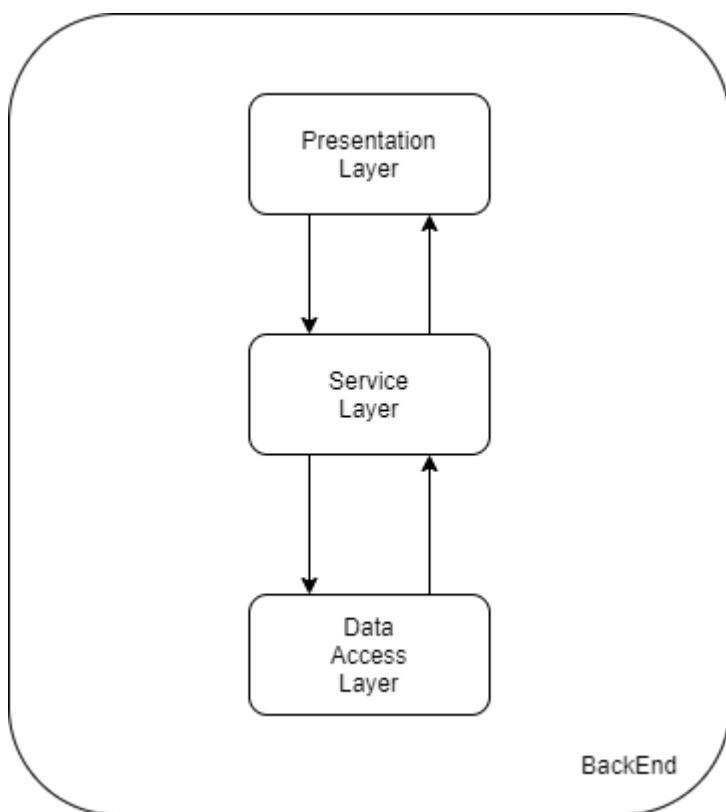 Presentation
Layer
Service
Layer
Data
Access
Layer
BackEnd